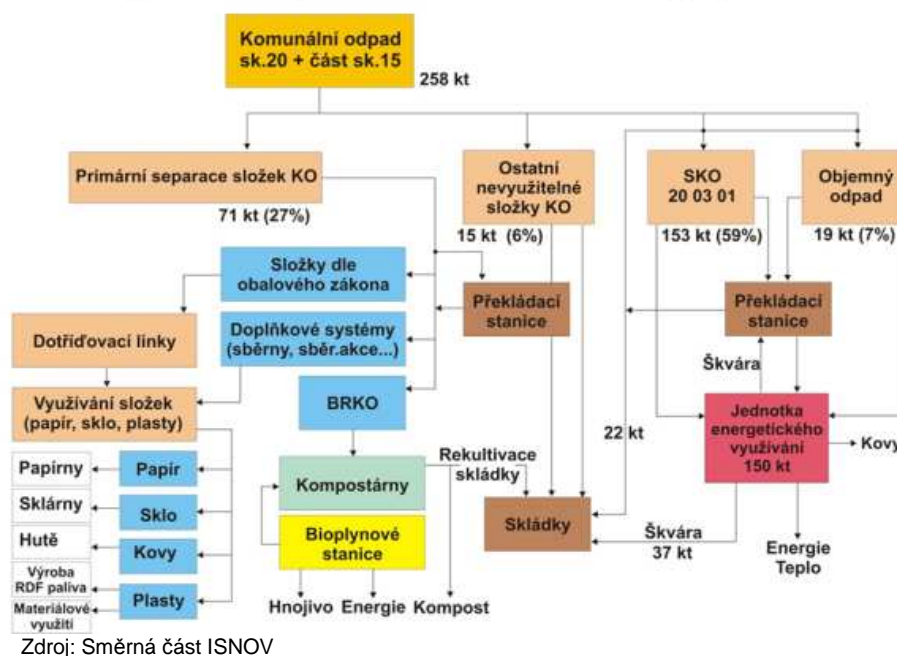 Komunální odpad
sk.20 + část sk.15
258 kt
Primární separace složek KO
71 kt (27%)
Ostatní
nevyužitelné
složky KO
15 kt (6%)
SKO
20 03 01
153 kt (59%)
Objemný
odpad
19 kt (7%)
Složky dle
obalového zákona
Překládací
stanice
Překládací
stanice
Dotřiďovací linky
Doplňkové systémy
(sběrny, sběr.akce...)
Škvára
Využívání složek
(papír, sklo, plasty)
BRKO
22 kt
Jednotka
energetického
využívání
150 kt
Kovy
Papírny
Papír
Rekultivace
skládky
Kompostárny
Sklárny
Sklo
Skládky
Škvára
37 kt
Bioplynové
stanice
Hutě
Kovy
Energie
Teplo
Výroba
RDF paliva
Materiálové
využití
Plasty
Hnojivo
Energie
Kompost
Zdroj: Směrná část ISNOV